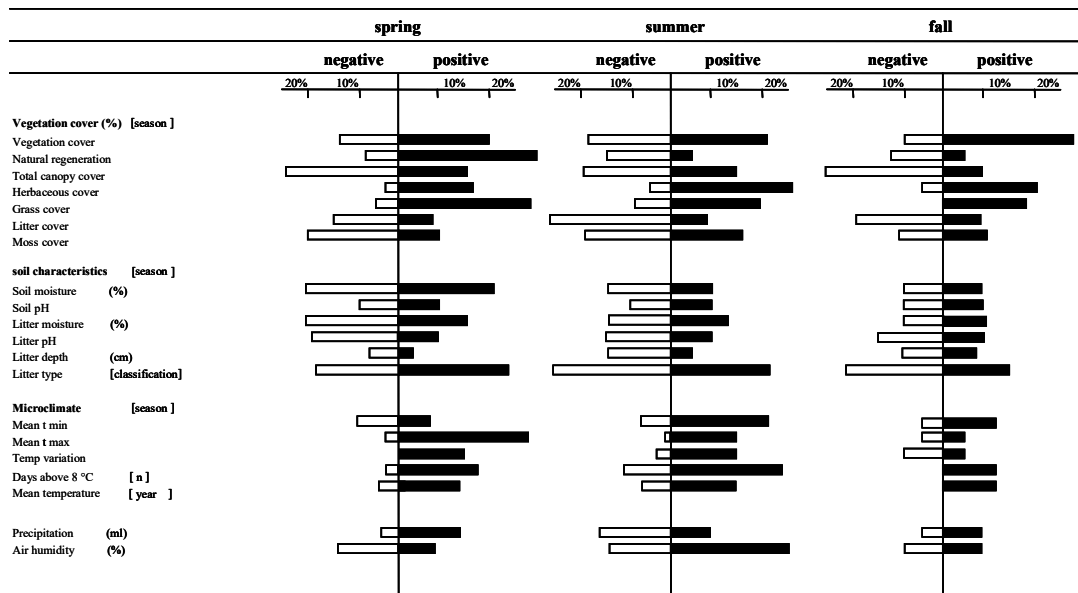 spring summer fall
negative positive negative positive negative positive
20% 10% 10% 20% 20% 10% 10% 20% 20% 10% 10% 20%
Vegetation cover (%) [season ]
Vegetation cover
Natural regeneration
Total canopy cover
Herbaceous cover
Grass cover
Litter cover
Moss cover
soil characteristics [season ]
Soil moisture (%)
Soil pH
Litter moisture (%)
Litter pH
Litter depth (cm)
Litter type [classification]
Microclimate [season ]
Mean t min
Mean t max
Temp variation
Days above 8 °C [ n ]
Mean temperature [ year ]
Precipitation (ml)
Air humidity (%)